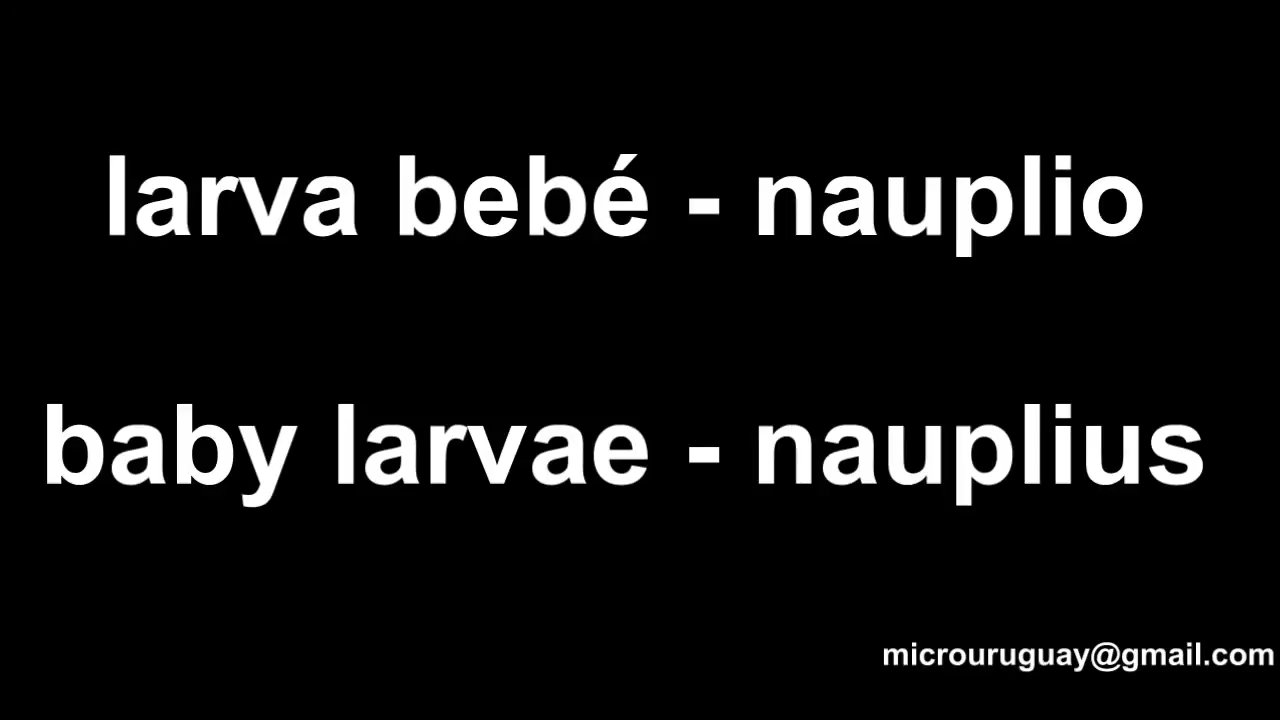 larva bebé - nauplio
baby larvae - nauplius
microuruguay@gmail.com